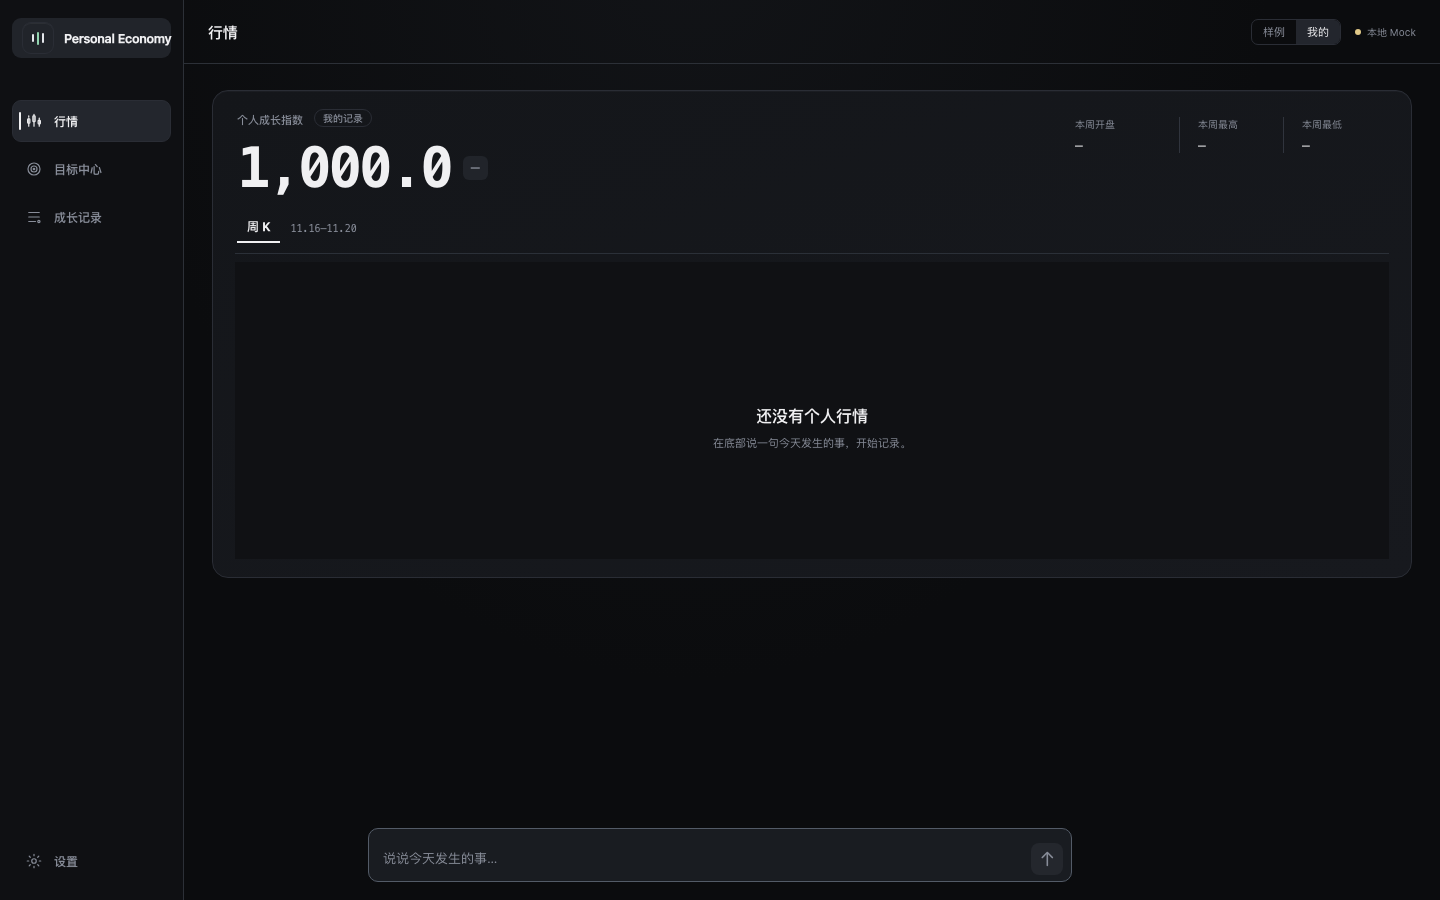 Personal Economy
行情
目标中心
成长记录
设置
行情
样例
我的
本地 Mock
个人成长指数
我的记录
1,000.0
—
本周开盘
—
本周最高
—
本周最低
—
周 K
11.16—11.20
还没有个人行情
在底部说一句今天发生的事，开始记录。
说说今天发生的事...